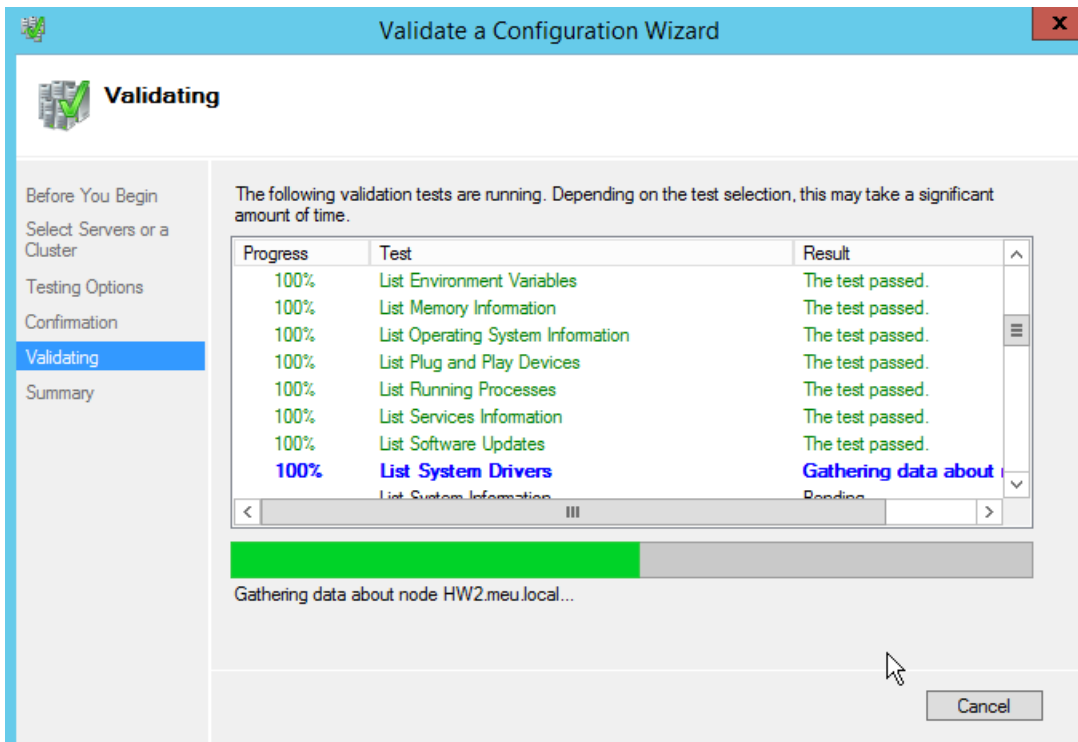 Validate a Configuration Wizard
x
Validating
Before You Begin
Select Servers or a
Cluster
Testing Options
Confirmation
Validating
Summary
The following validation tests are running. Depending on the test selection, this may take a significant
amount of time.
Progress Test Result
100% List Environment Variables The test passed.
100% List Memory Information The test passed.
100% List Operating System Information The test passed.
100% List Plug and Play Devices The test passed.
100% List Running Processes The test passed.
100% List Services Information The test passed.
100% List Software Updates The test passed.
100% List System Drivers Gathering data about
List System Information Pending
Gathering data about node HW2.meu.local...
Cancel